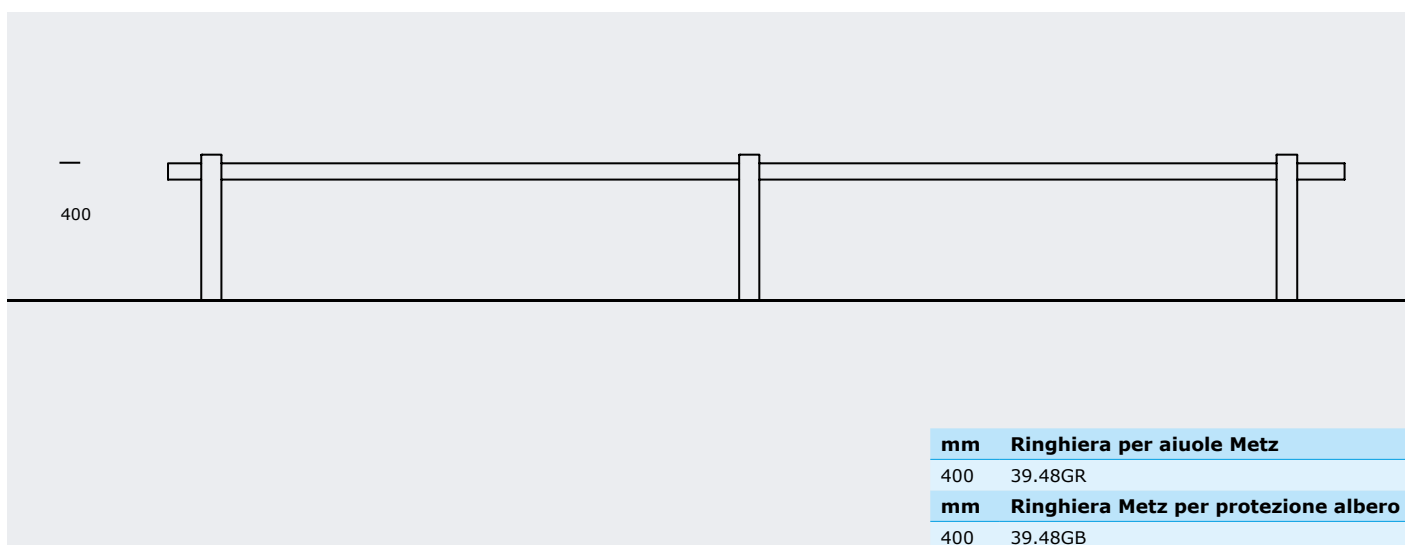 400
mm Ringhiera per aiuole Metz
400 39.48GR
mm Ringhiera Metz per protezione albero
400 39.48GB